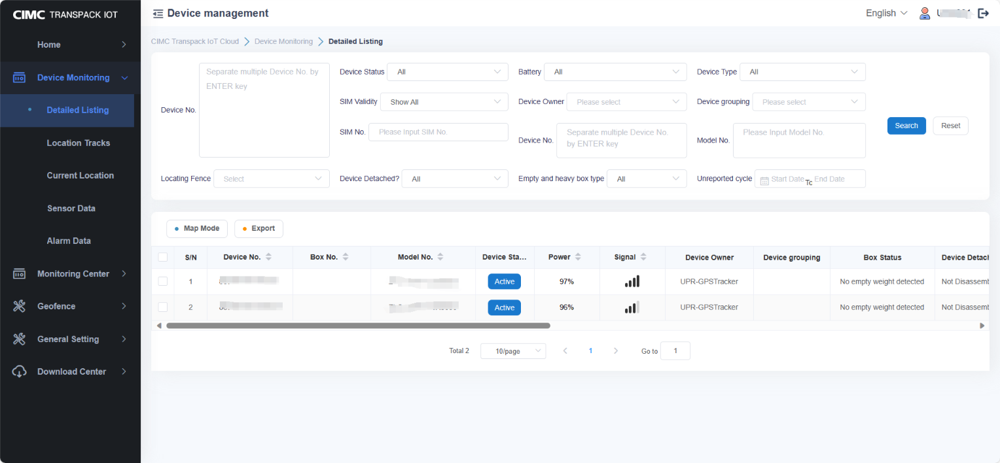 CIMC TRANSPACK IOT
Device management
English
Home
Device Monitoring
Detailed Listing
Location Tracks
Current Location
Sensor Data
Alarm Data
Monitoring Center
Geofence
General Setting
Download Center
CIMC Transpack IoT Cloud > Device Monitoring > Detailed Listing
Device No.
Separate multiple Device No. by
ENTER key
Device Status All
Battery All
Device Type All
SIM Validity Show All
Device Owner Please select
Device grouping Please select
SIM No. Please Input SIM No.
Device No.
Separate multiple Device No.
by ENTER key
Model No. Please Input Model No.
Search
Reset
Locating Fence Select
Device Detached? All
Empty and heavy box type All
Unreported cycle Start Date To End Date
Map Mode
Export
S/N Device No. Box No. Model No. Device Sta... Power Signal Device Owner Device grouping Box Status Device Detach
1 Active 97% UPR-GPSTracker No empty weight detected Not Disassemb
2 Active 96% UPR-GPSTracker No empty weight detected Not Disassemb
Total 2 10/page 1 Go to 1